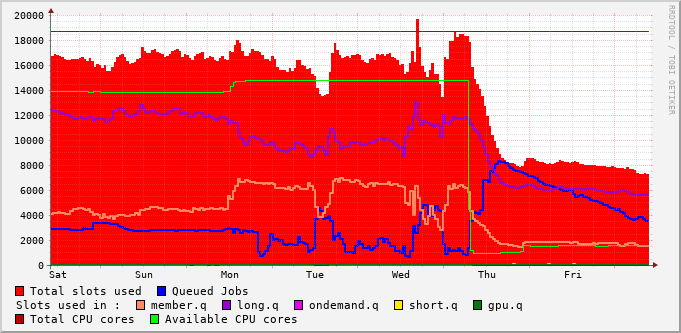 20000
18000
16000
14000
12000
10000
8000
6000
4000
2000
0
Sat Sun Mon Tue Wed Thu Fri
RRDTOOL / TOBI OETIKER
Total slots used Queued Jobs
Slots used in : member.q long.q ondemand.q short.q gpu.q
Total CPU cores Available CPU cores